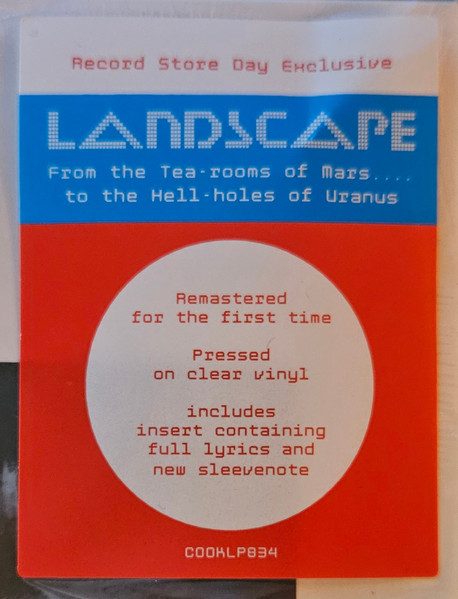 Record Store Day Exclusive
LANDSCAPE
From the Tea-rooms of Mars....
to the Hell-holes of Uranus
Remastered
for the first time
Pressed
on clear vinyl
includes
insert containing
full lyrics and
new sleevenote
COOKLP834